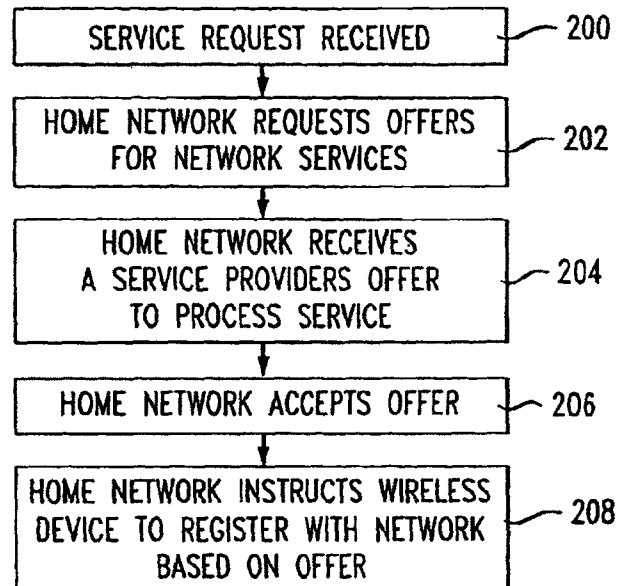 SERVICE REQUEST RECEIVED
200
HOME NETWORK REQUESTS OFFERS
FOR NETWORK SERVICES
202
HOME NETWORK RECEIVES
A SERVICE PROVIDERS OFFER
TO PROCESS SERVICE
204
HOME NETWORK ACCEPTS OFFER
206
HOME NETWORK INSTRUCTS WIRELESS
DEVICE TO REGISTER WITH NETWORK
BASED ON OFFER
208